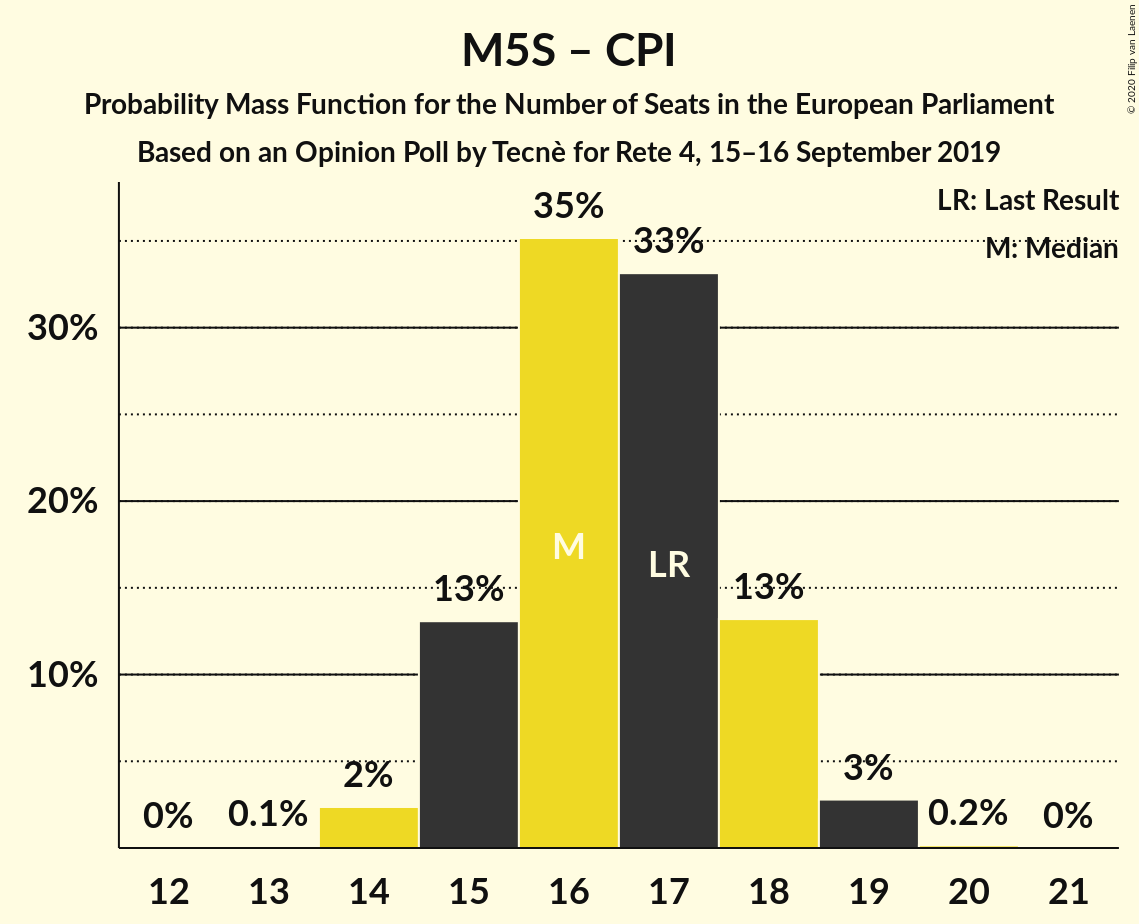 M5S – CPI
Probability Mass Function for the Number of Seats in the European Parliament
Based on an Opinion Poll by Tecnè for Rete 4, 15–16 September 2019
© 2020 Filip van Laenen
LR: Last Result
M: Median
35%
33%
30%
20%
10%
M
LR
13%
13%
2%
3%
0%
0.1%
0.2%
0%
12 13 14 15 16 17 18 19 20 21